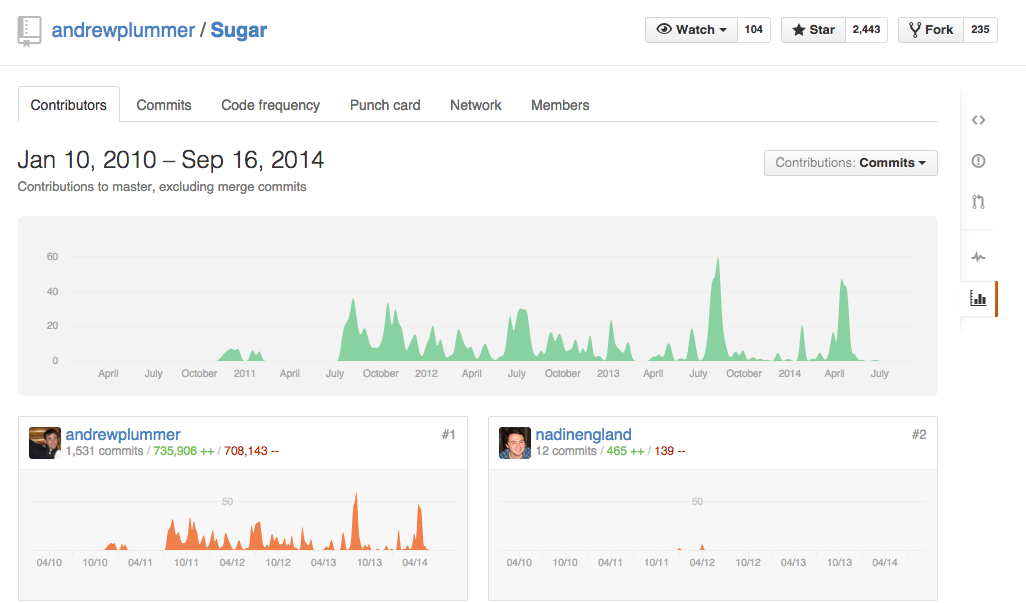 andrewplummer / Sugar
Watch 104 Star 2,443 Fork 235
Contributors Commits Code frequency Punch card Network Members
Jan 10, 2010 – Sep 16, 2014
Contributions: Commits
Contributions to master, excluding merge commits
60
40
20
0
April July October 2011 April July October 2012 April July October 2013 April July October 2014 April July
andrewplummer #1
1,531 commits / 735,906 ++ / 708,143 --
50
04/10 10/10 04/11 10/11 04/12 10/12 04/13 10/13 04/14
nadinengland #2
12 commits / 465 ++ / 139 --
50
04/10 10/10 04/11 10/11 04/12 10/12 04/13 10/13 04/14